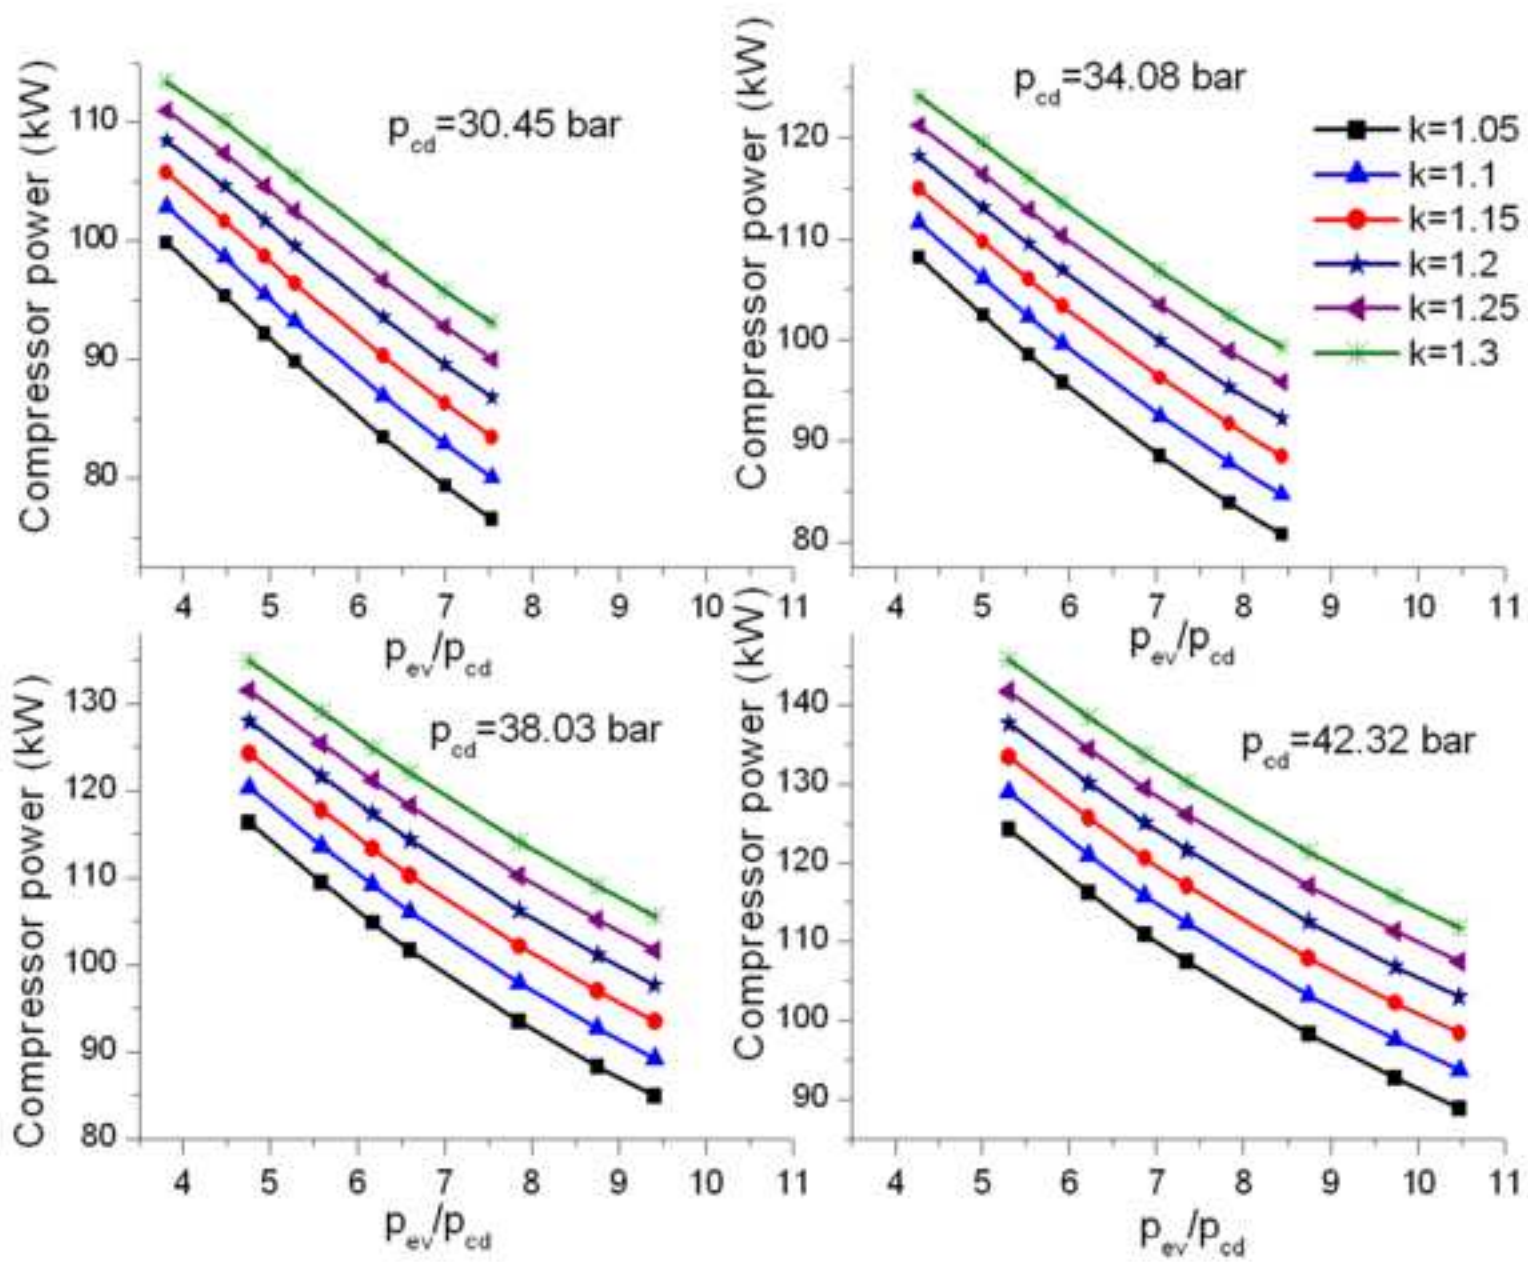 Compressor power (kW)
110
100
90
80
p_cd=30.45 bar
4 5 6 7 8 9 10 11
p_ev/p_cd
Compressor power (kW)
120
110
100
90
80
p_cd=34.08 bar
4 5 6 7 8 9 10 11
p_ev/p_cd
k=1.05
k=1.1
k=1.15
k=1.2
k=1.25
k=1.3
Compressor power (kW)
130
120
110
100
90
80
p_cd=38.03 bar
4 5 6 7 8 9 10 11
p_ev/p_cd
Compressor power (kW)
140
130
120
110
100
90
p_cd=42.32 bar
4 5 6 7 8 9 10 11
p_ev/p_cd